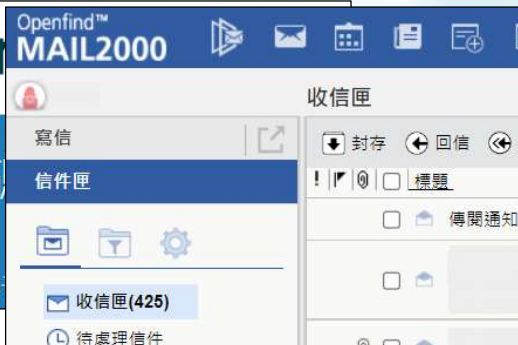 Openfind™
MAIL2000
收信匣
寫信
封存 回信
信件匣
! 標題
傳閱通知
收信匣(425)
待處理信件